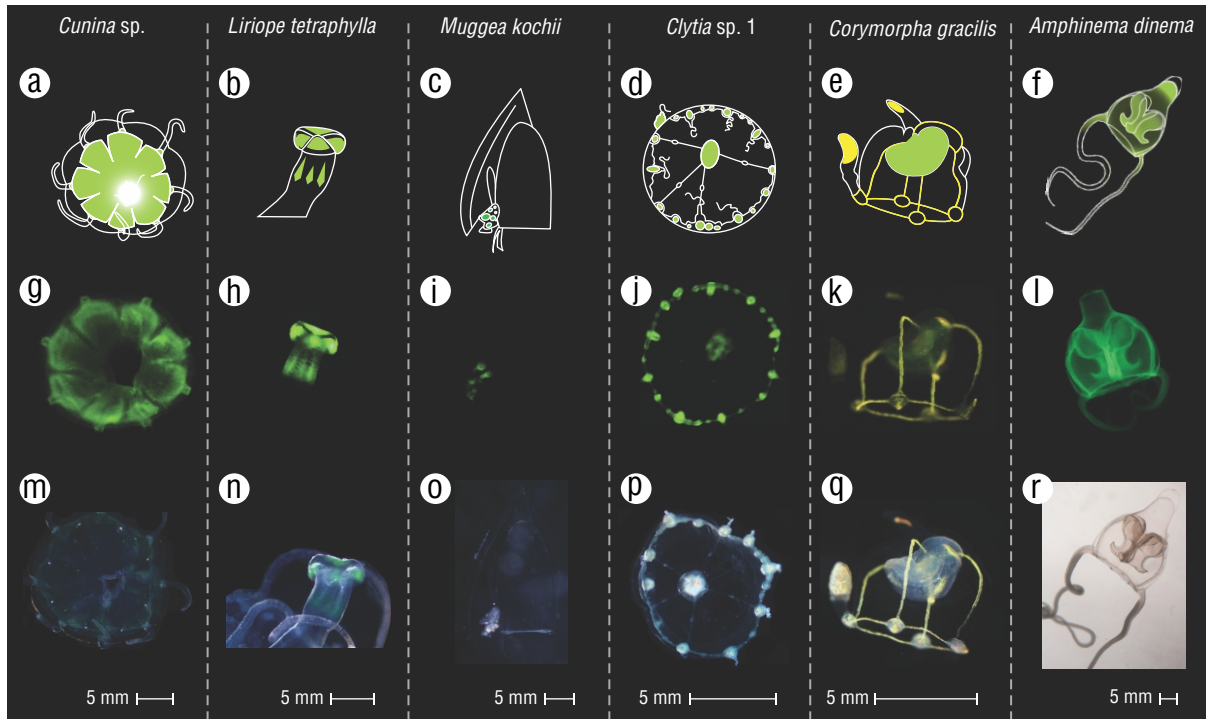 Cunina sp. Liriope tetraphylla Muggea kochii Clytia sp. 1 Corymorpha gracilis Amphinema dinema
a b c d e f
g h i j k l
m n o p q r
5 mm 5 mm 5 mm 5 mm 5 mm 5 mm